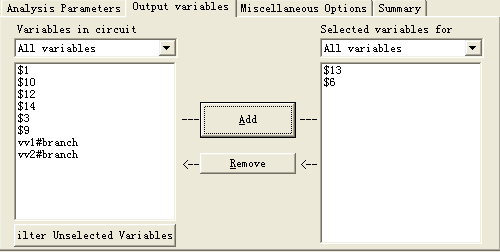 Analysis Parameters
Output variables
Miscellaneous Options
Summary
Variables in circuit
All variables
$1
$10
$12
$14
$3
$9
vv1#branch
vv2#branch
ilter Unselected Variables
Add
Remove
Selected variables for
All variables
$13
$6